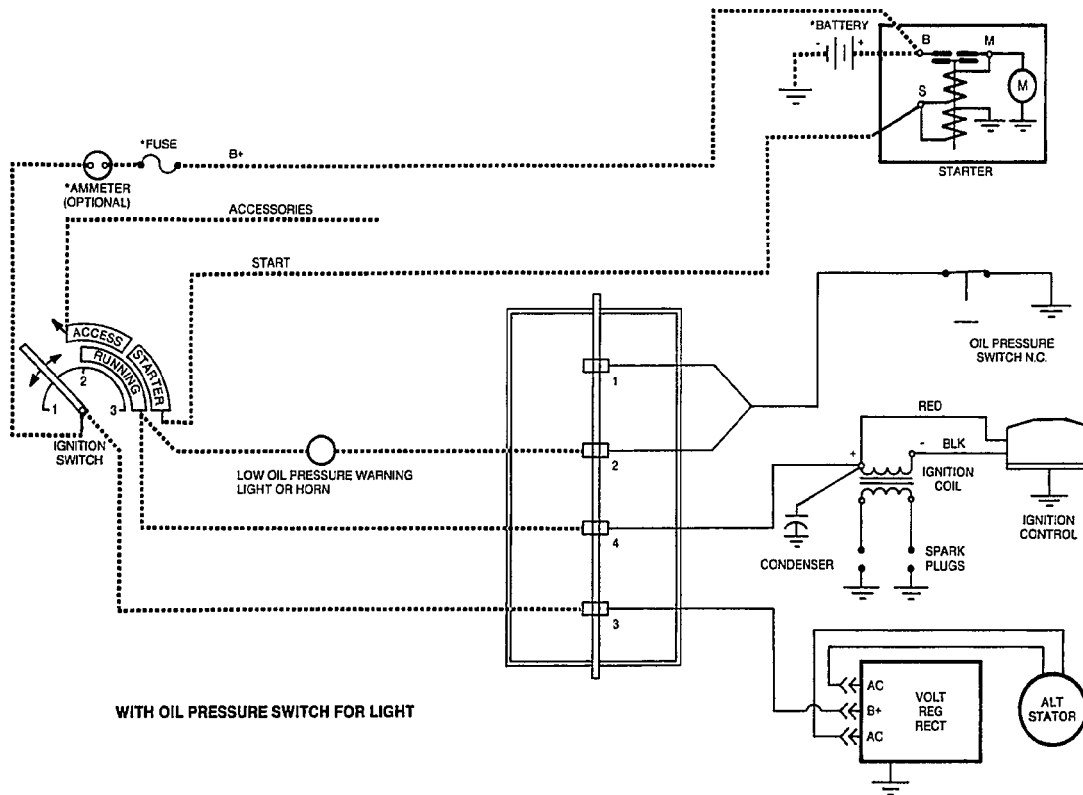 *BATTERY
- +
B
M
M
S
STARTER
*FUSE
B+
*AMMETER
(OPTIONAL)
ACCESSORIES
START
ACCESS
RUNNING
STARTER
1
2
3
IGNITION
SWITCH
LOW OIL PRESSURE WARNING
LIGHT OR HORN
1
2
4
3
OIL PRESSURE
SWITCH N.C.
RED
BLK
+
-
IGNITION
COIL
IGNITION
CONTROL
CONDENSER
SPARK
PLUGS
AC
B+
AC
VOLT
REG
RECT
ALT
STATOR
WITH OIL PRESSURE SWITCH FOR LIGHT